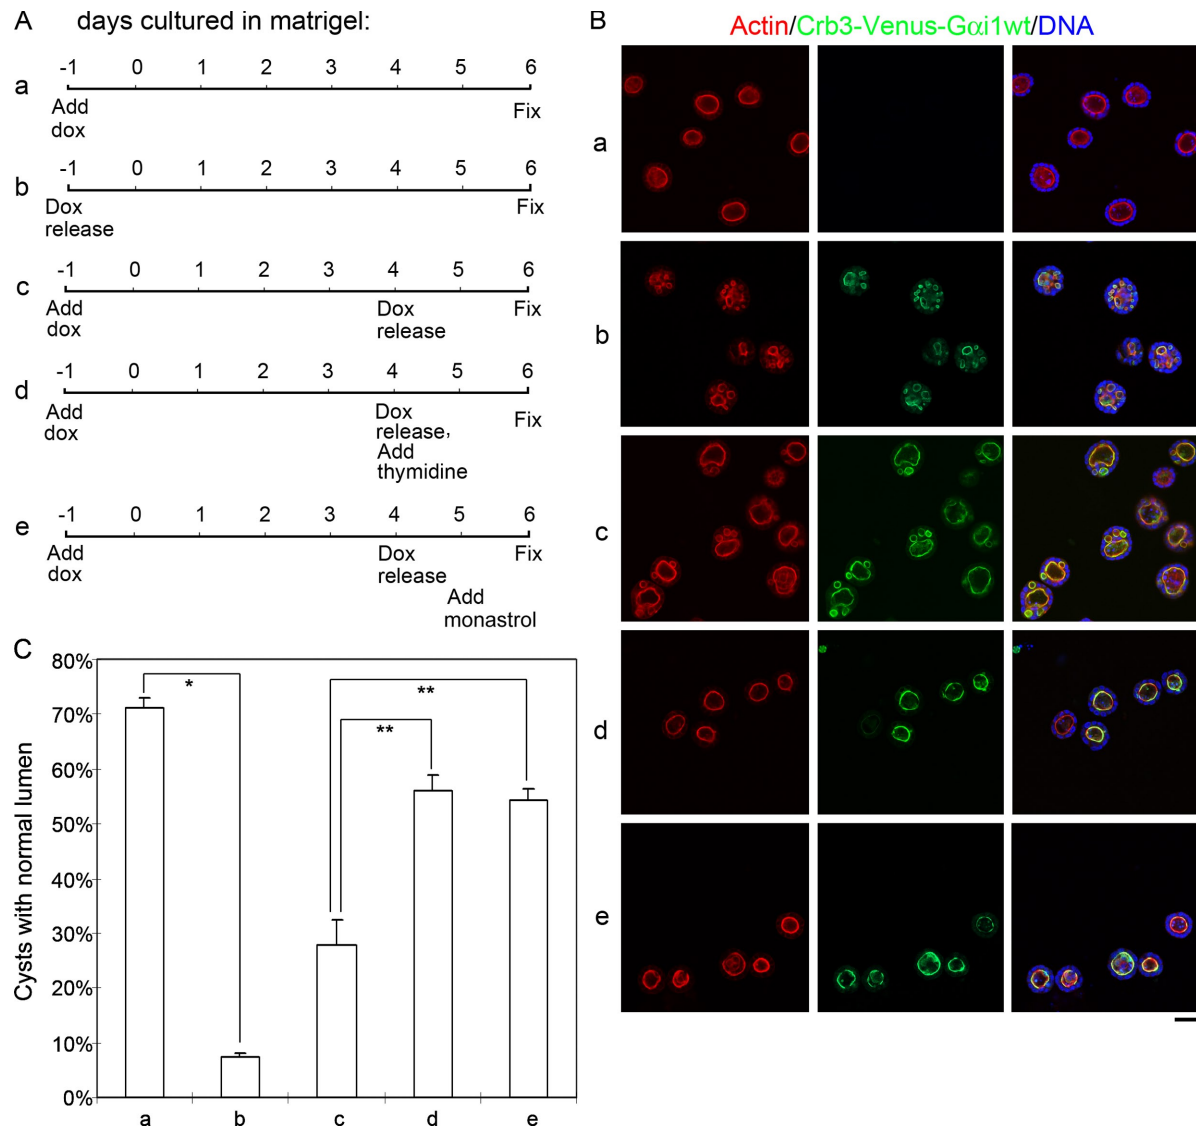 A days cultured in matrigel:
-1 0 1 2 3 4 5 6
a
Add
dox
Fix
-1 0 1 2 3 4 5 6
b
Dox
release
Fix
-1 0 1 2 3 4 5 6
c
Add
dox
Dox
release
Fix
-1 0 1 2 3 4 5 6
d
Add
dox
Dox
release,
Add
thymidine
Fix
-1 0 1 2 3 4 5 6
e
Add
dox
Dox
release
Fix
Add
monastrol
B
Actin/Crb3-Venus-Gαi1wt/DNA
a
b
c
d
e
C
Cysts with normal lumen
80%
70%
60%
50%
40%
30%
20%
10%
0%
*
**
**
a b c d e